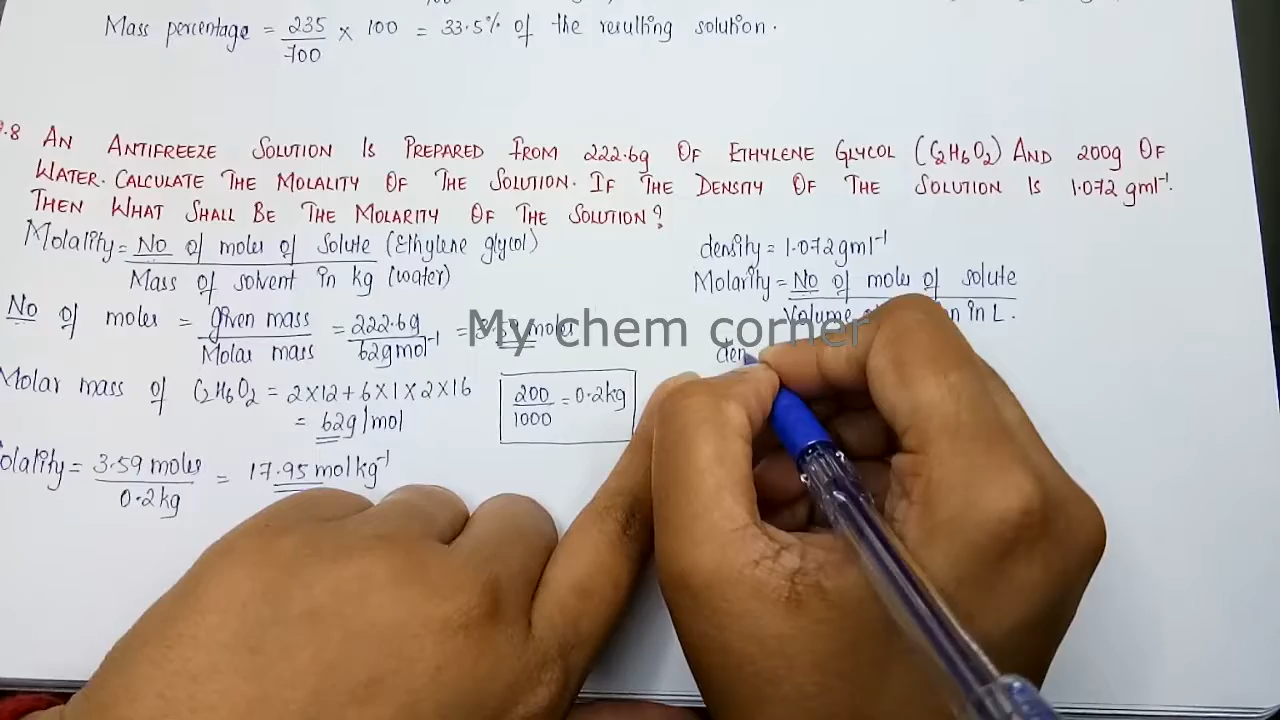 Mass percentage = 235/700 × 100 = 33.5% of the resulting solution.
.8 AN ANTIFREEZE SOLUTION IS PREPARED FROM 222.6g OF ETHYLENE GLYCOL (C₂H₆O₂) AND 200g OF
WATER. CALCULATE THE MOLALITY OF THE SOLUTION. IF THE DENSITY OF THE SOLUTION IS 1.072 gml⁻¹.
THEN WHAT SHALL BE THE MOLARITY OF THE SOLUTION?
Molality = No of moles of solute (Ethylene glycol)
Mass of solvent in kg (water)
No of moles = given mass / Molar mass = 222.6g / 62gmol⁻¹ = 3.59 moles
Molar mass of C₂H₆O₂ = 2×12+6×1×2×16
= 62g/mol
200/1000 = 0.2kg
olality = 3.59 moles / 0.2kg = 17.95 mol kg⁻¹
density = 1.072gml⁻¹
Molarity = No of moles of solute
Volume in L.
den
My chem corner